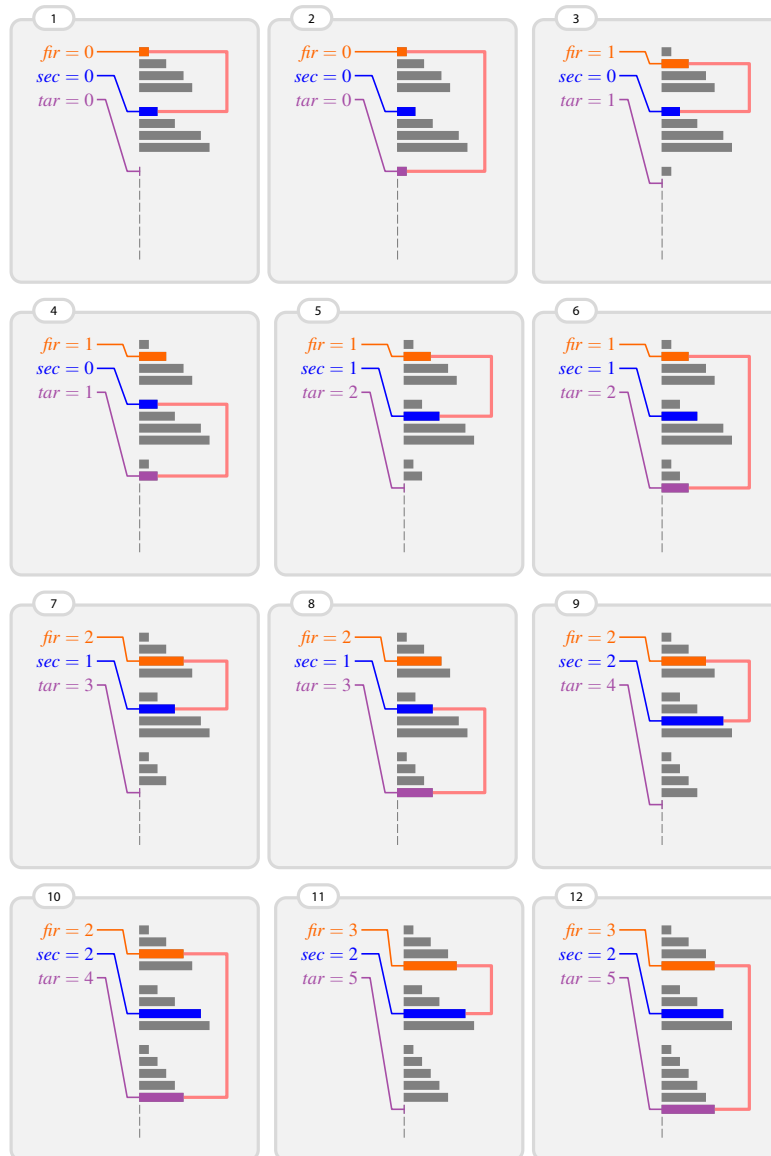 1
fir = 0
sec = 0
tar = 0
2
fir = 0
sec = 0
tar = 0
3
fir = 1
sec = 0
tar = 1
4
fir = 1
sec = 0
tar = 1
5
fir = 1
sec = 1
tar = 2
6
fir = 1
sec = 1
tar = 2
7
fir = 2
sec = 1
tar = 3
8
fir = 2
sec = 1
tar = 3
9
fir = 2
sec = 2
tar = 4
10
fir = 2
sec = 2
tar = 4
11
fir = 3
sec = 2
tar = 5
12
fir = 3
sec = 2
tar = 5